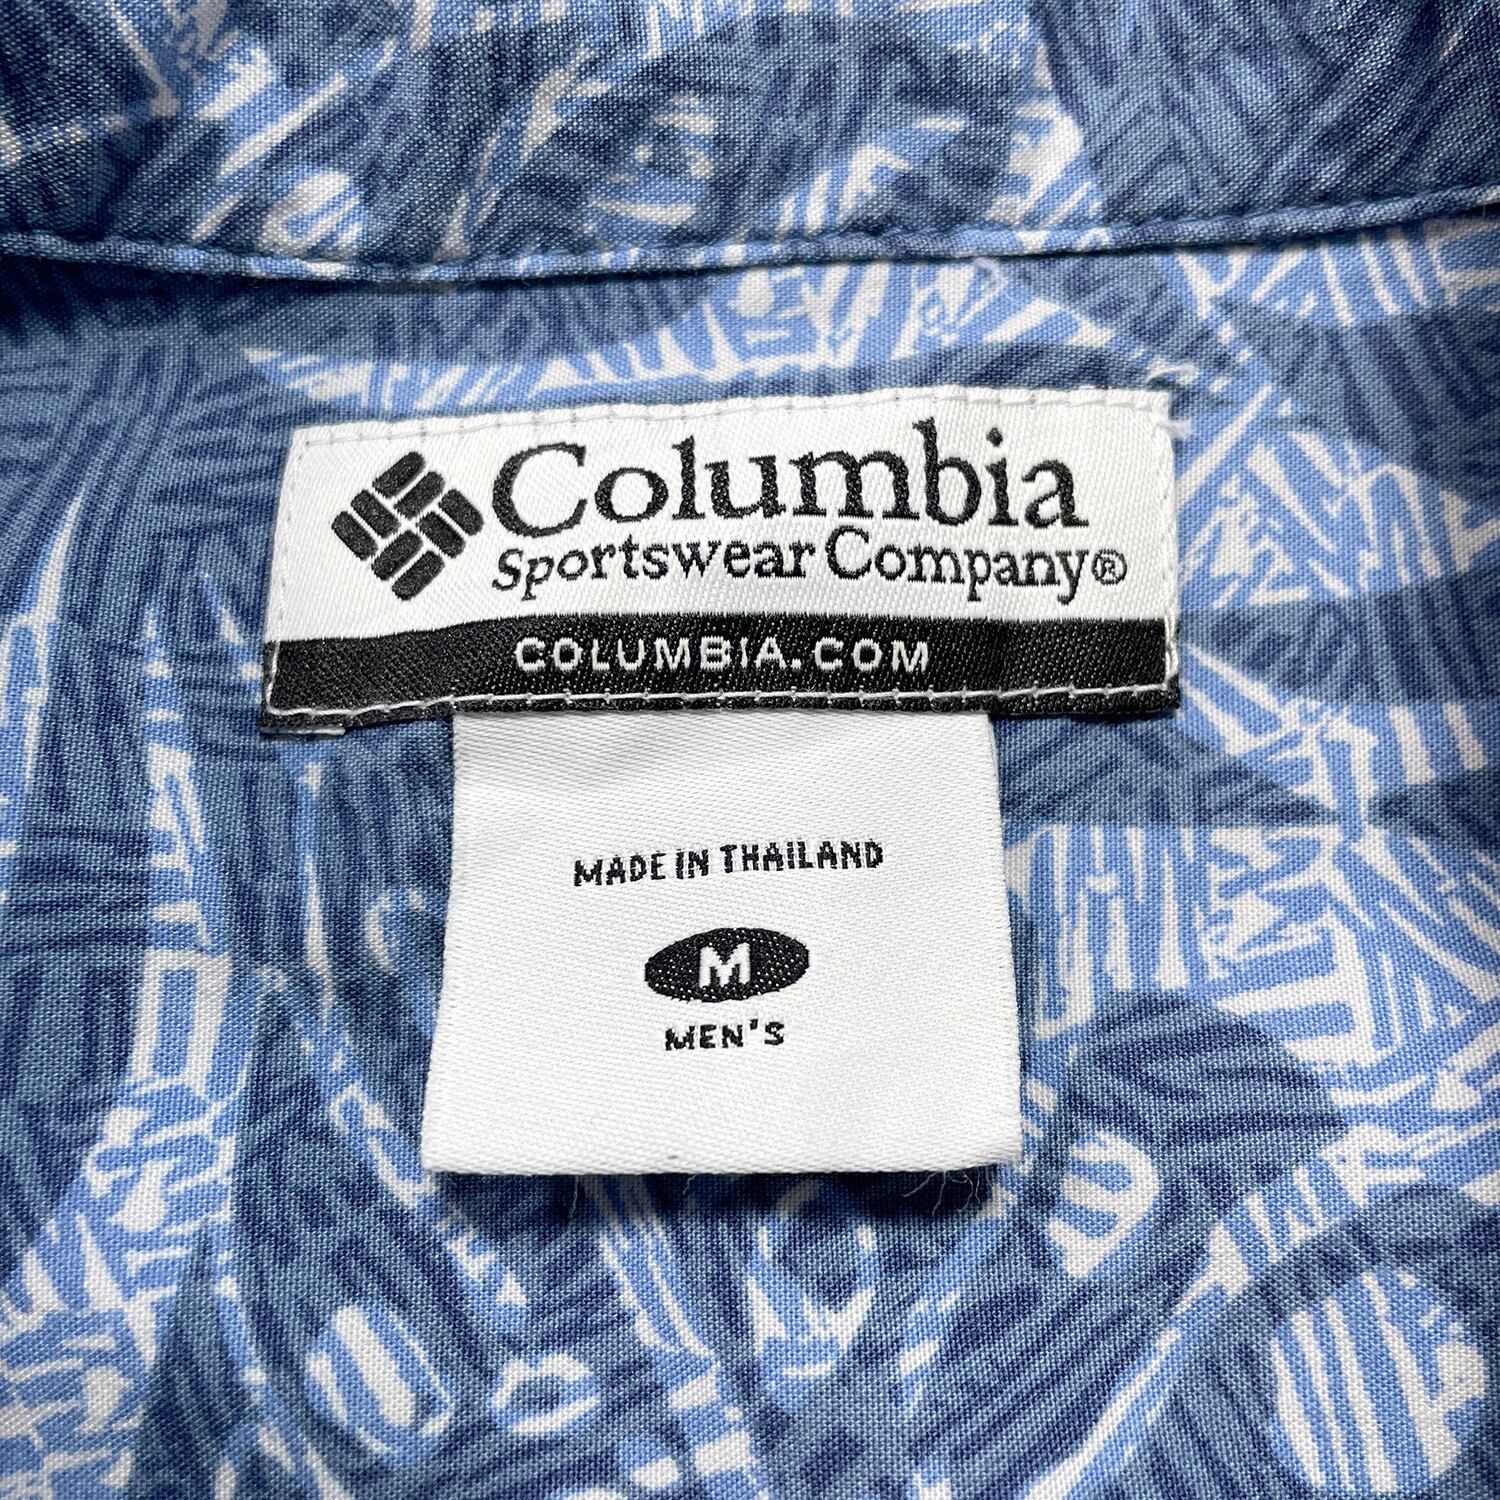 Columbia
Sportswear Company®
COLUMBIA.COM
MADE IN THAILAND
M
MEN'S